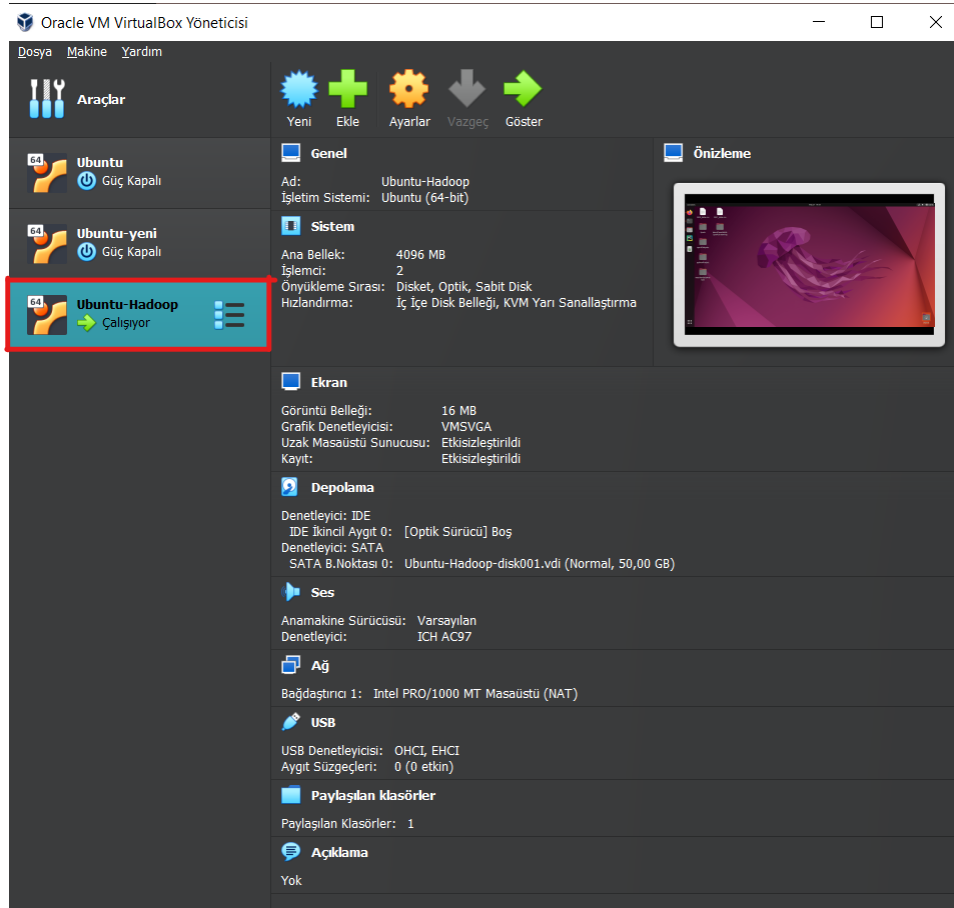 Oracle VM VirtualBox Yöneticisi
Dosya Makine Yardım
Araçlar
Yeni Ekle Ayarlar Vazgeç Göster
64 Ubuntu
Güç Kapalı
64 Ubuntu-yeni
Güç Kapalı
64 Ubuntu-Hadoop
Çalışıyor
Genel
Ad: Ubuntu-Hadoop
İşletim Sistemi: Ubuntu (64-bit)
Önizleme
Sistem
Ana Bellek: 4096 MB
İşlemci: 2
Önyükleme Sırası: Disket, Optik, Sabit Disk
Hızlandırma: İç İçe Disk Belleği, KVM Yarı Sanallaştırma
Ekran
Görüntü Belleği: 16 MB
Grafik Denetleyicisi: VMSVGA
Uzak Masaüstü Sunucusu: Etkisizleştirildi
Kayıt: Etkisizleştirildi
Depolama
Denetleyici: IDE
IDE İkincil Aygıt 0: [Optik Sürücü] Boş
Denetleyici: SATA
SATA B.Noktası 0: Ubuntu-Hadoop-disk001.vdi (Normal, 50,00 GB)
Ses
Anamakine Sürücüsü: Varsayılan
Denetleyici: ICH AC97
Ağ
Bağdaştırıcı 1: Intel PRO/1000 MT Masaüstü (NAT)
USB
USB Denetleyicisi: OHCI, EHCI
Aygıt Süzgeçleri: 0 (0 etkin)
Paylaşılan klasörler
Paylaşılan Klasörler: 1
Açıklama
Yok